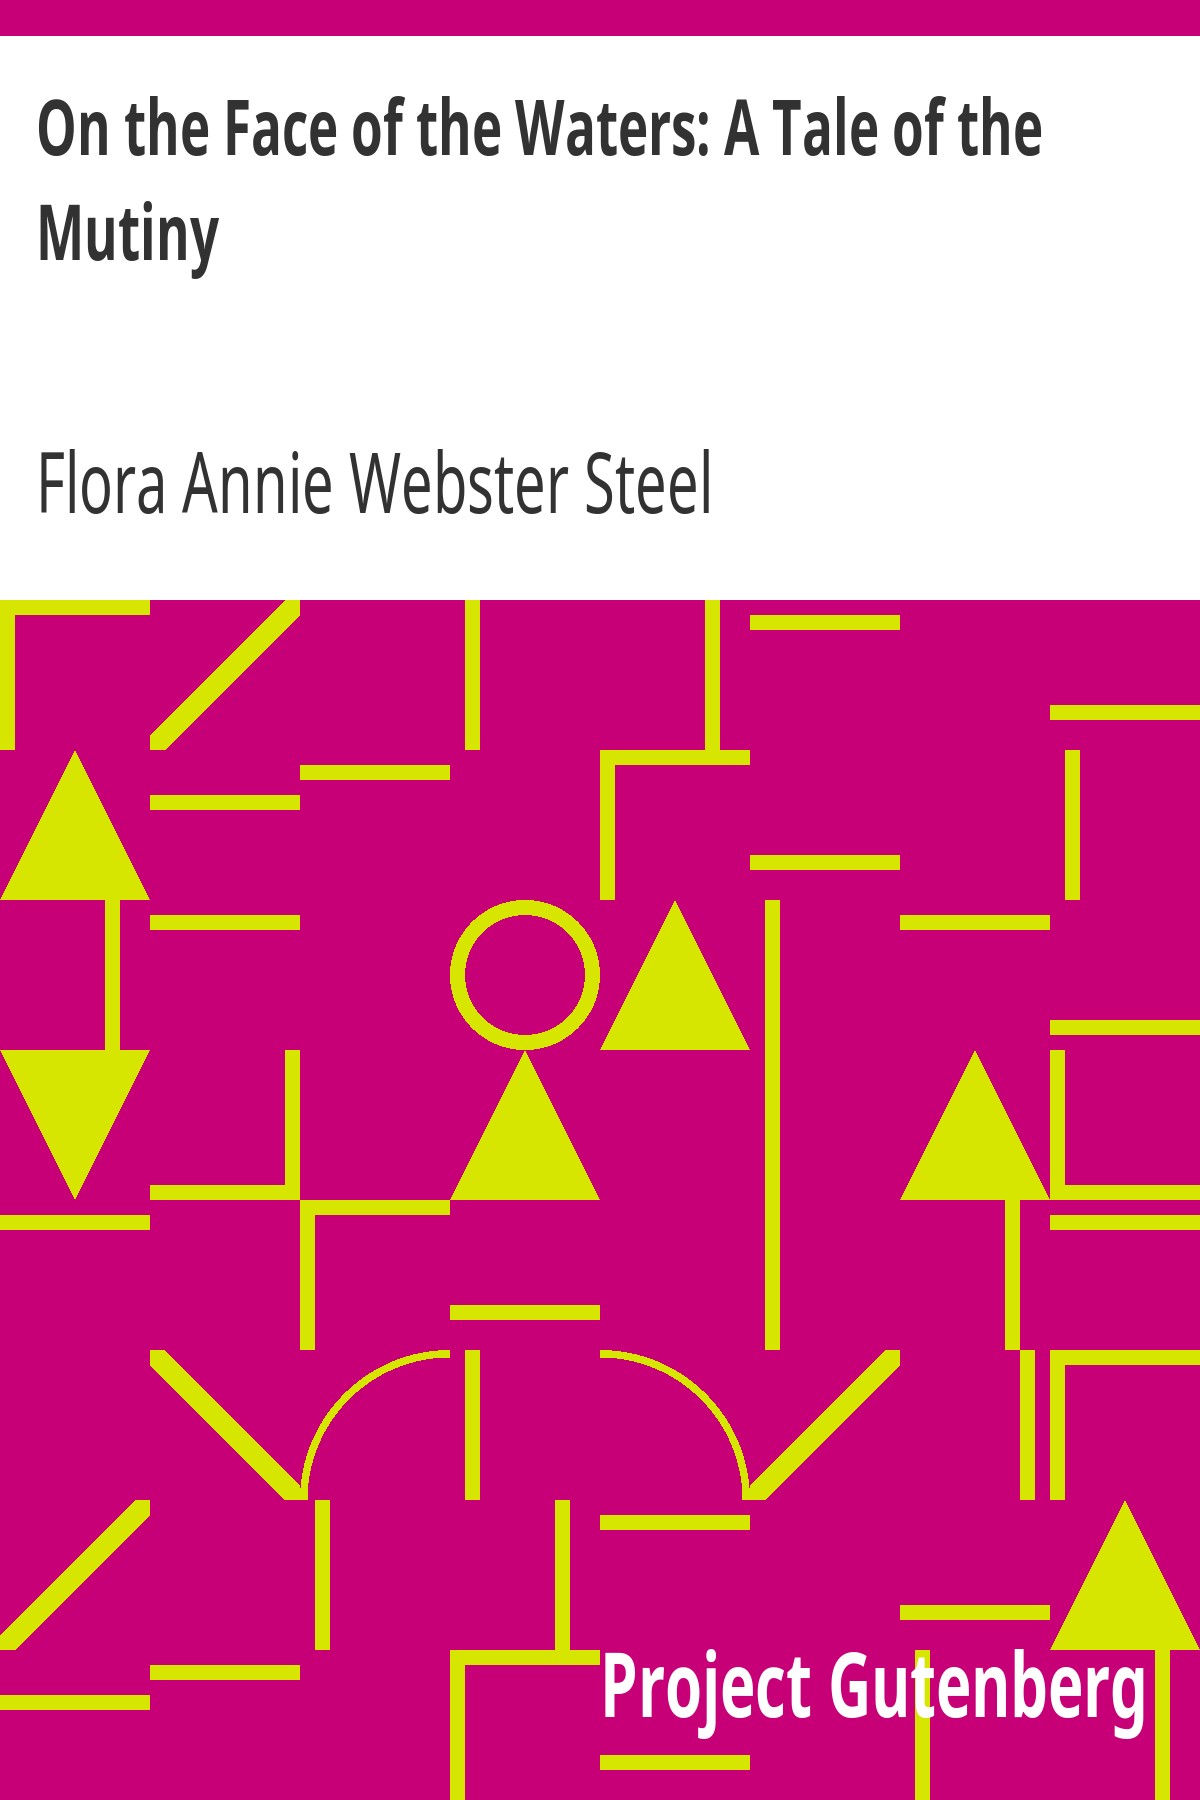 On the Face of the Waters: A Tale of the
Mutiny
Flora Annie Webster Steel
Project Gutenberg